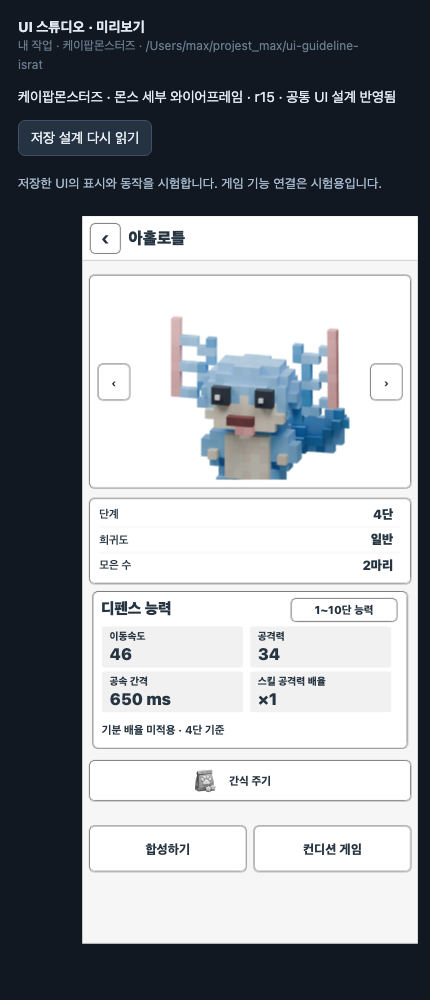 UI 스튜디오 · 미리보기
내 작업 · 케이팝몬스터즈 · /Users/max/projest_max/ui-guideline-
israt
케이팝몬스터즈 · 몬스 세부 와이어프레임 · r15 · 공통 UI 설계 반영됨
저장 설계 다시 읽기
저장한 UI의 표시와 동작을 시험합니다. 게임 기능 연결은 시험용입니다.
‹ 아홀로틀
‹ ›
단계 4단
희귀도 일반
모은 수 2마리
디펜스 능력 1~10단 능력
이동속도 공격력
46 34
공속 간격 스킬 공격력 배율
650 ms ×1
기분 배율 미적용 · 4단 기준
간식 주기
합성하기 컨디션 게임